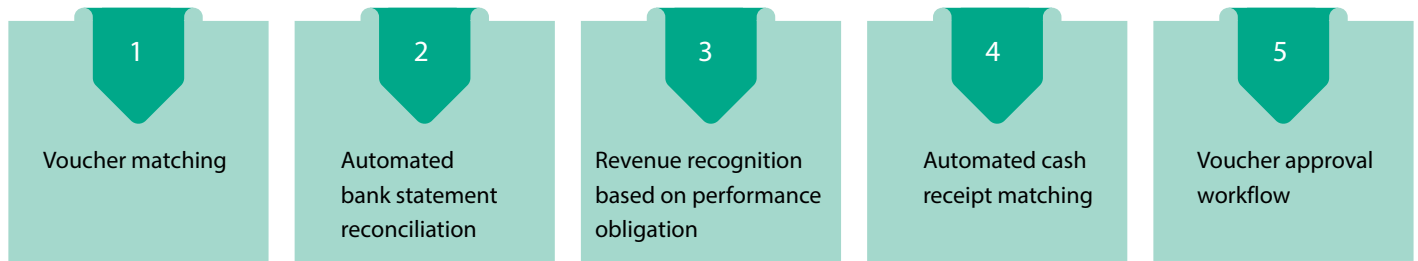 1
Voucher matching
2
Automated
bank statement
reconciliation
3
Revenue recognition
based on performance
obligation
4
Automated cash
receipt matching
5
Voucher approval
workflow